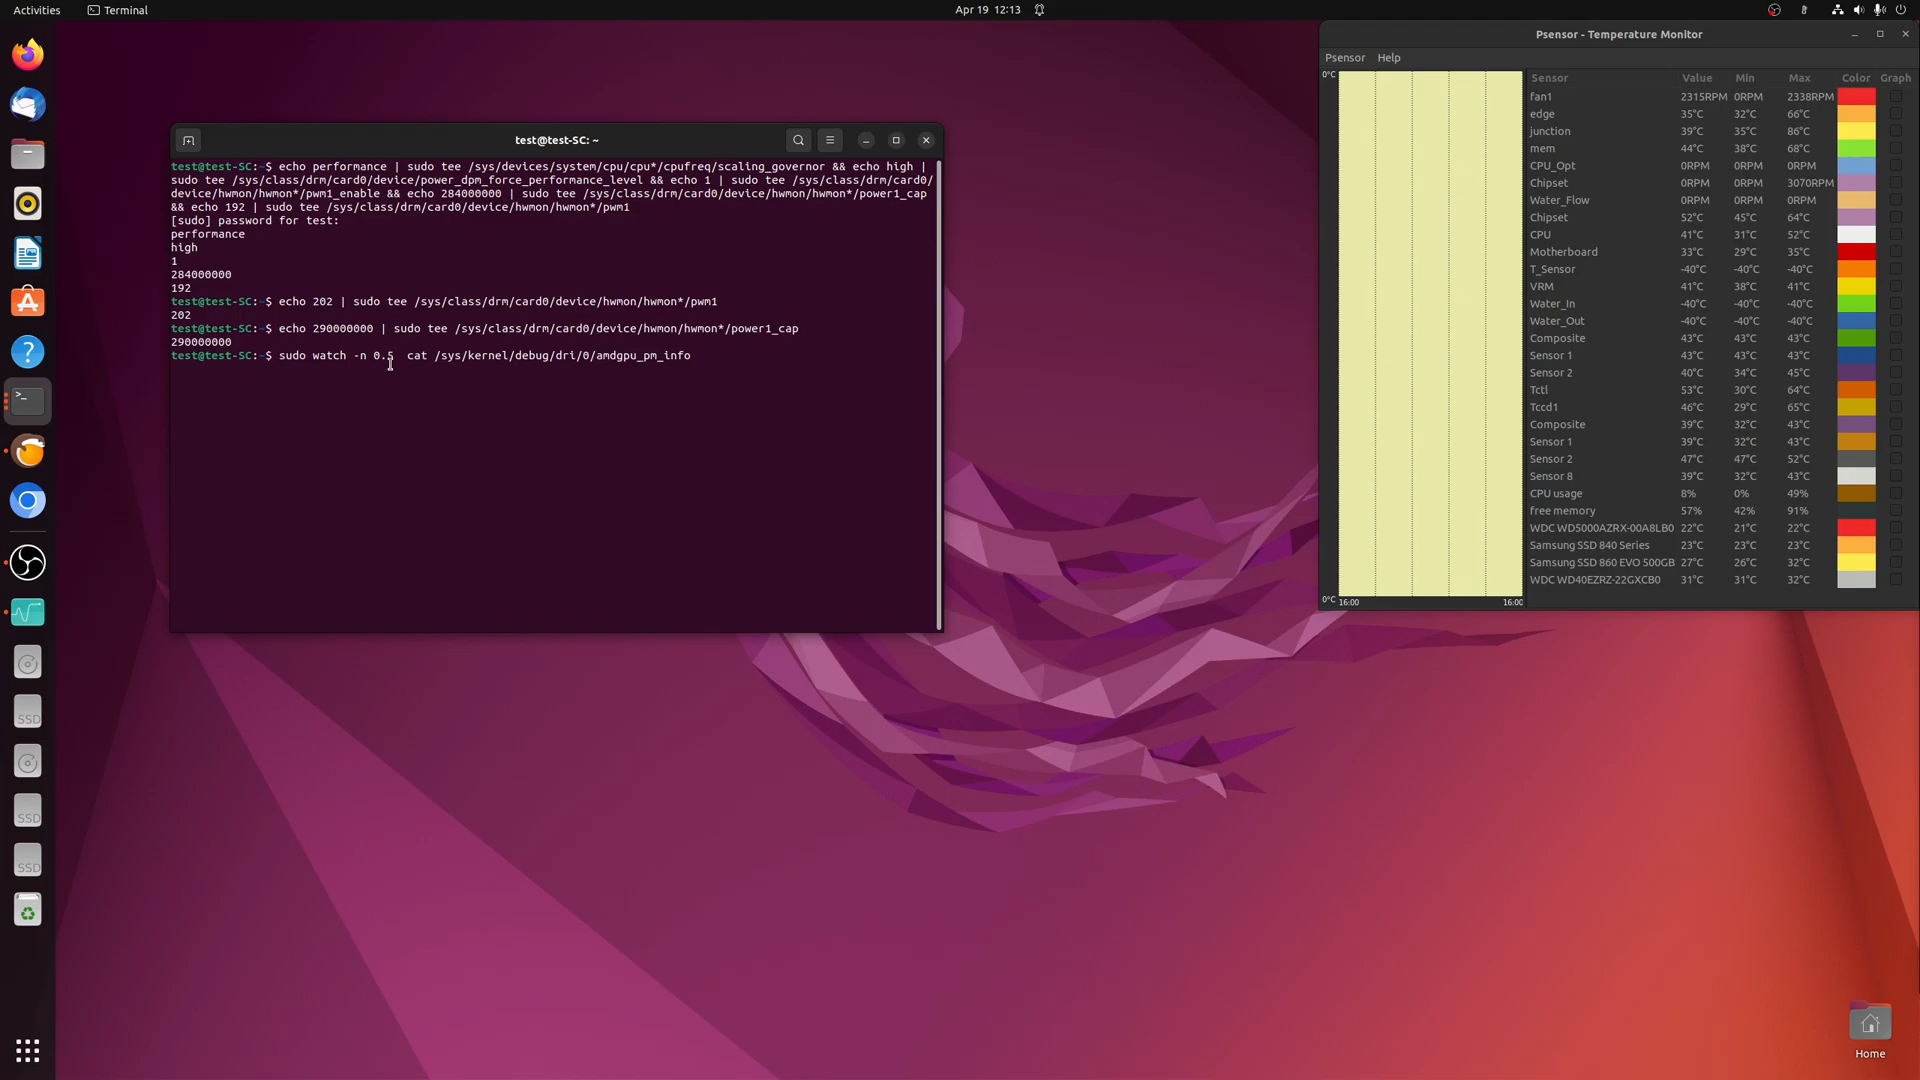 Activities Terminal Apr 19 12:13
test@test-SC: ~
test@test-SC:~$ echo performance | sudo tee /sys/devices/system/cpu/cpu*/cpufreq/scaling_governor && echo high |
sudo tee /sys/class/drm/card0/device/power_dpm_force_performance_level && echo 1 | sudo tee /sys/class/drm/card0/
device/hwmon/hwmon*/pwm1_enable && echo 284000000 | sudo tee /sys/class/drm/card0/device/hwmon/hwmon*/power1_cap
&& echo 192 | sudo tee /sys/class/drm/card0/device/hwmon/hwmon*/pwm1
[sudo] password for test:
performance
high
1
284000000
192
test@test-SC:~$ echo 202 | sudo tee /sys/class/drm/card0/device/hwmon/hwmon*/pwm1
202
test@test-SC:~$ echo 290000000 | sudo tee /sys/class/drm/card0/device/hwmon/hwmon*/power1_cap
290000000
test@test-SC:~$ sudo watch -n 0.5  cat /sys/kernel/debug/dri/0/amdgpu_pm_info
SSD
SSD
SSD
Psensor - Temperature Monitor
Psensor Help
0°C
0°C 16:00 16:00
Sensor Value Min Max Color Graph
fan1 2315RPM 0RPM 2338RPM
edge 35°C 32°C 66°C
junction 39°C 35°C 86°C
mem 44°C 38°C 68°C
CPU_Opt 0RPM 0RPM 0RPM
Chipset 0RPM 0RPM 3070RPM
Water_Flow 0RPM 0RPM 0RPM
Chipset 52°C 45°C 64°C
CPU 41°C 31°C 52°C
Motherboard 33°C 29°C 35°C
T_Sensor -40°C -40°C -40°C
VRM 41°C 38°C 41°C
Water_In -40°C -40°C -40°C
Water_Out -40°C -40°C -40°C
Composite 43°C 43°C 43°C
Sensor 1 43°C 43°C 43°C
Sensor 2 40°C 34°C 45°C
Tctl 53°C 30°C 64°C
Tccd1 46°C 29°C 65°C
Composite 39°C 32°C 43°C
Sensor 1 39°C 32°C 43°C
Sensor 2 47°C 47°C 52°C
Sensor 8 39°C 32°C 43°C
CPU usage 8% 0% 49%
free memory 57% 42% 91%
WDC WD5000AZRX-00A8LB0 22°C 21°C 22°C
Samsung SSD 840 Series 23°C 23°C 23°C
Samsung SSD 860 EVO 500GB 27°C 26°C 32°C
WDC WD40EZRZ-22GXCB0 31°C 31°C 32°C
Home